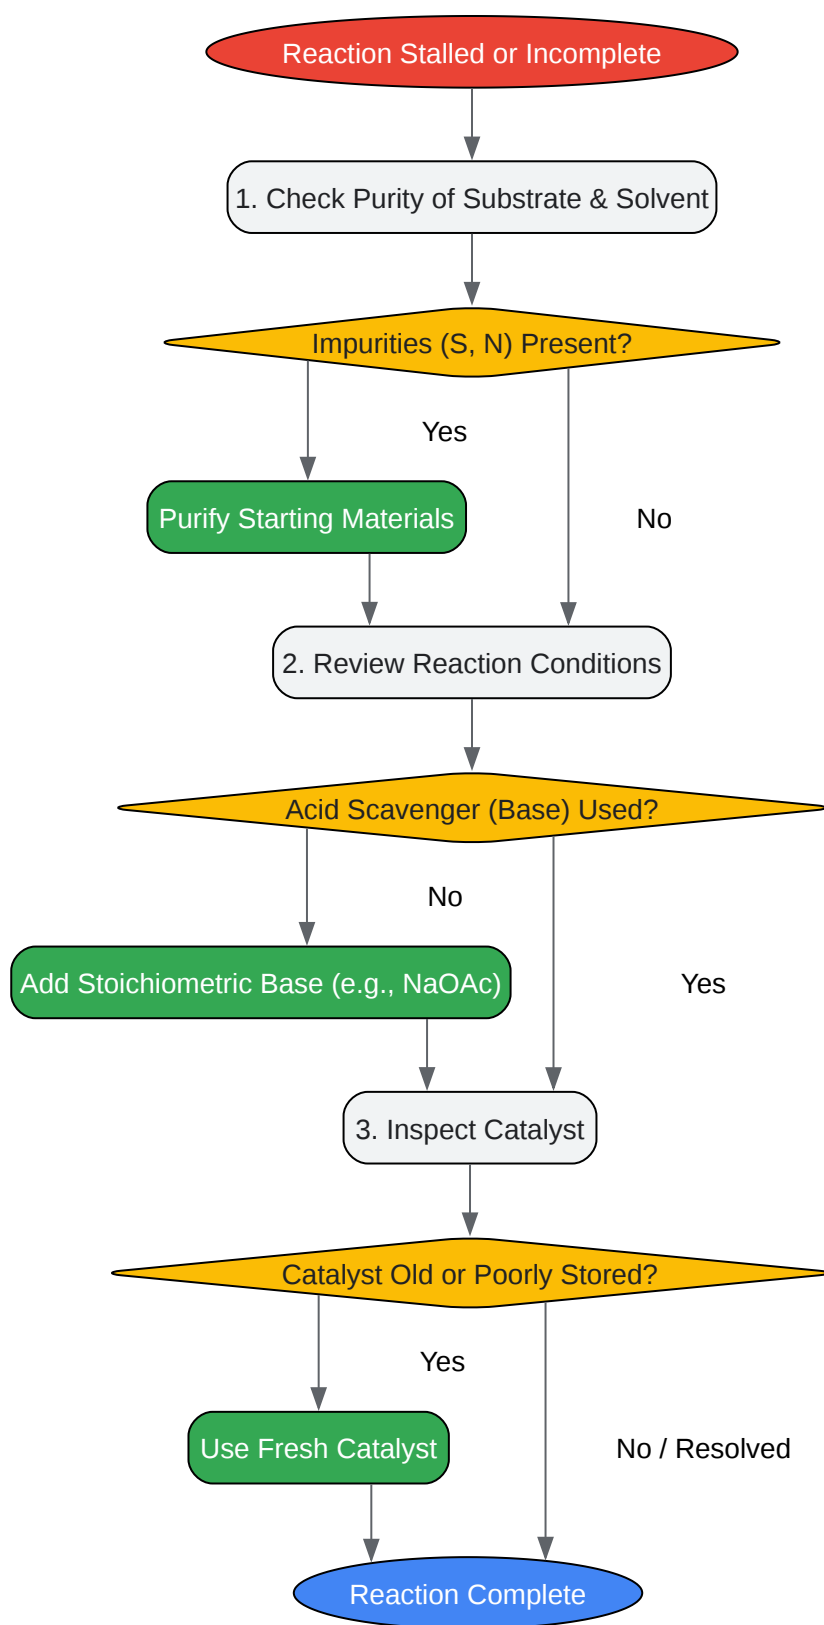 Reaction Stalled or Incomplete
1. Check Purity of Substrate & Solvent
Impurities (S, N) Present?
Yes
Purify Starting Materials
No
2. Review Reaction Conditions
Acid Scavenger (Base) Used?
No
Add Stoichiometric Base (e.g., NaOAc)
Yes
3. Inspect Catalyst
Catalyst Old or Poorly Stored?
Yes
Use Fresh Catalyst
No / Resolved
Reaction Complete